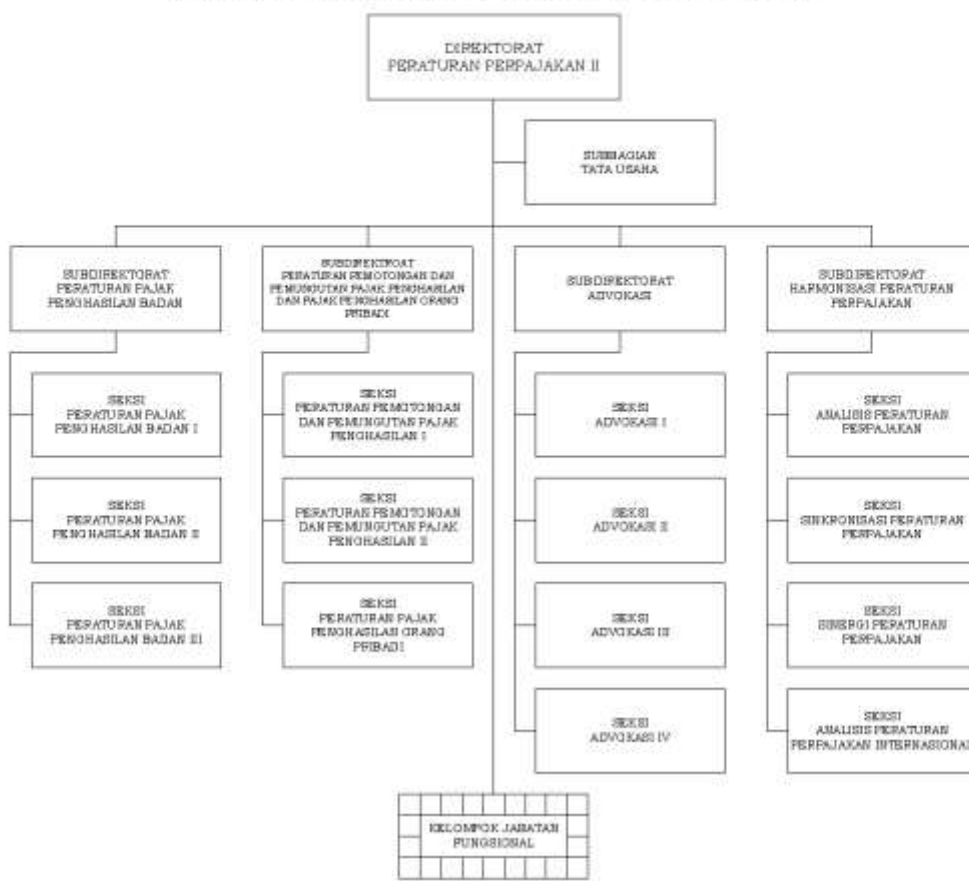 DIREKTORAT
PERATURAN PERPAJAKAN II
SUBBAGIAN
TATA USAHA
SUBDIREKTORAT
PERATURAN PAJAK
PENGHASILAN BADAN
SUBDIREKTROAT
PERATURAN PEMOTONGAN DAN
PEMUNGUTAN PAJAK PENGHASILAN
DAN PAJAK PENGHASILAN ORANG
PRIBADI
SUBDIREKTORAT
ADVOKASI
SUBDIREKTORAT
HARMONISASI PERATURAN
PERPAJAKAN
SEKSI
PERATURAN PAJAK
PENGHASILAN BADAN I
SEKSI
PERATURAN PEMOTONGAN
DAN PEMUNGUTAN PAJAK
PENGHASILAN I
SEKSI
ADVOKASI I
SEKSI
ANALISIS PERATURAN
PERPAJAKAN
SEKSI
PERATURAN PAJAK
PENGHASILAN BADAN II
SEKSI
PERATURAN PEMOTONGAN
DAN PEMUNGUTAN PAJAK
PENGHASILAN II
SEKSI
ADVOKASI II
SEKSI
SINKRONISASI PERATURAN
PERPAJAKAN
SEKSI
PERATURAN PAJAK
PENGHASILAN BADAN III
SEKSI
PERATURAN PAJAK
PENGHASILAN ORANG
PRIBADI
SEKSI
ADVOKASI III
SEKSI
SINERGI PERATURAN
PERPAJAKAN
SEKSI
ADVOKASI IV
SEKSI
ANALISIS PERATURAN
PERPAJAKAN INTERNASIONAL
KELOMPOK JABATAN
FUNGSIONAL